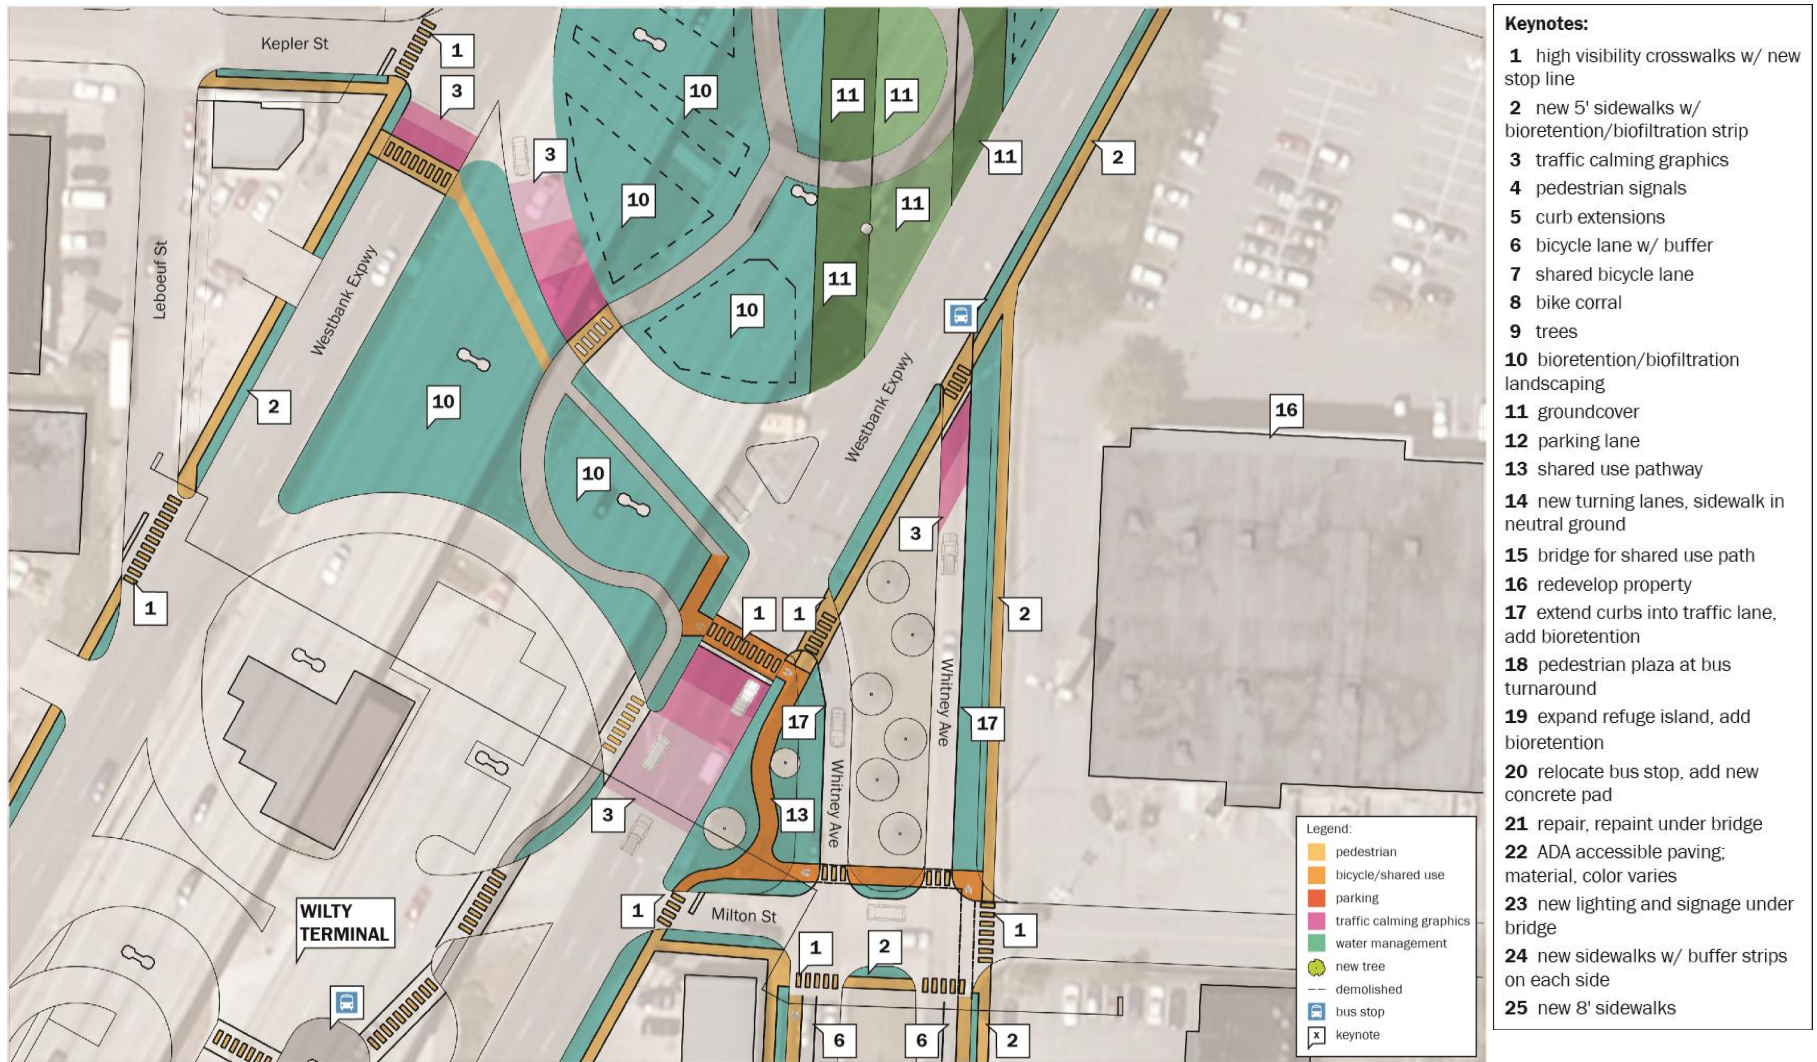 Kepler St
1
3
3
10
11
11
11
2
10
11
Leboeuf St
Westbank Expwy
11
10
2
10
Westbank Expwy
16
10
3
1
1
1
2
Whitney Ave
17
17
Whitney Ave
3
13
WILTY
TERMINAL
1
Milton St
1
2
1
6
6
2
Keynotes:
1 high visibility crosswalks w/ new
stop line
2 new 5' sidewalks w/
bioretention/biofiltration strip
3 traffic calming graphics
4 pedestrian signals
5 curb extensions
6 bicycle lane w/ buffer
7 shared bicycle lane
8 bike corral
9 trees
10 bioretention/biofiltration
landscaping
11 groundcover
12 parking lane
13 shared use pathway
14 new turning lanes, sidewalk in
neutral ground
15 bridge for shared use path
16 redevelop property
17 extend curbs into traffic lane,
add bioretention
18 pedestrian plaza at bus
turnaround
19 expand refuge island, add
bioretention
20 relocate bus stop, add new
concrete pad
21 repair, repaint under bridge
22 ADA accessible paving;
material, color varies
23 new lighting and signage under
bridge
24 new sidewalks w/ buffer strips
on each side
25 new 8' sidewalks
Legend:
pedestrian
bicycle/shared use
parking
traffic calming graphics
water management
new tree
demolished
bus stop
x keynote